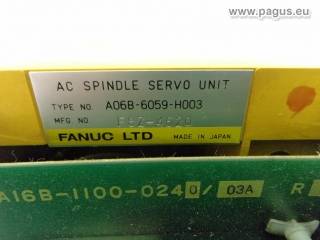 www.pagus.eu
AC SPINDLE SERVO UNIT
TYPE NO. A06B-6059-H003
MFG NO
FANUC LTD MADE IN JAPAN
A16B-1100-0240/03A R